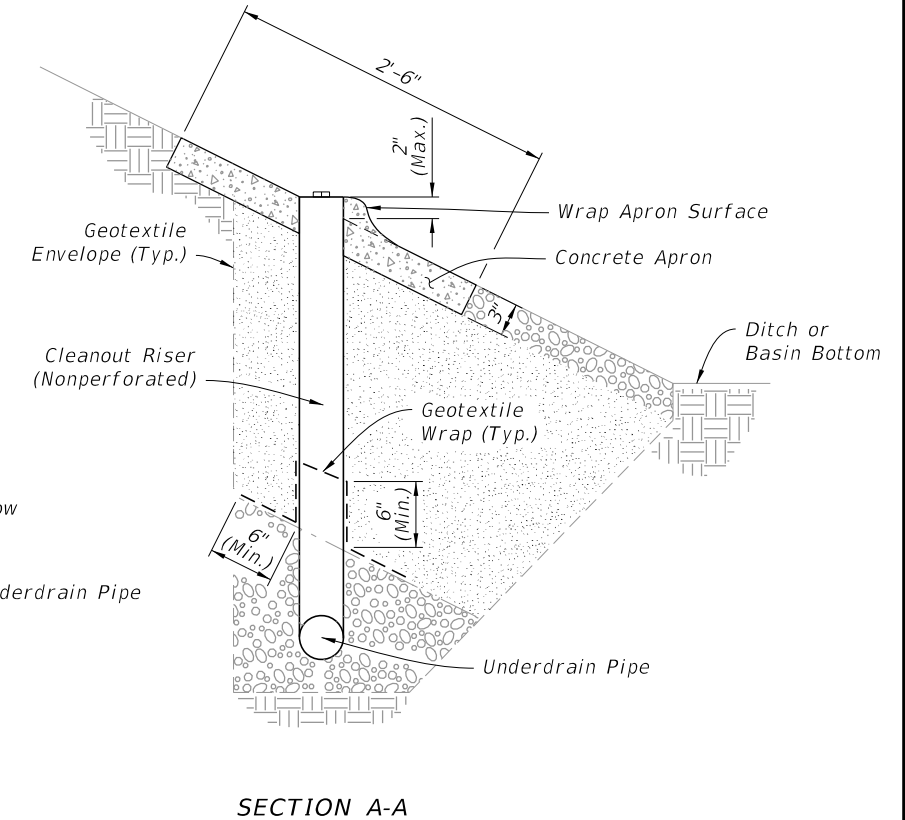 2'-6"
2"
(Max.)
Wrap Apron Surface
Geotextile
Envelope (Typ.)
Concrete Apron
3"
Ditch or
Basin Bottom
Cleanout Riser
(Nonperforated)
Geotextile
Wrap (Typ.)
6"
(Min.)
ow
6"
(Min.)
derdrain Pipe
Underdrain Pipe
SECTION A-A